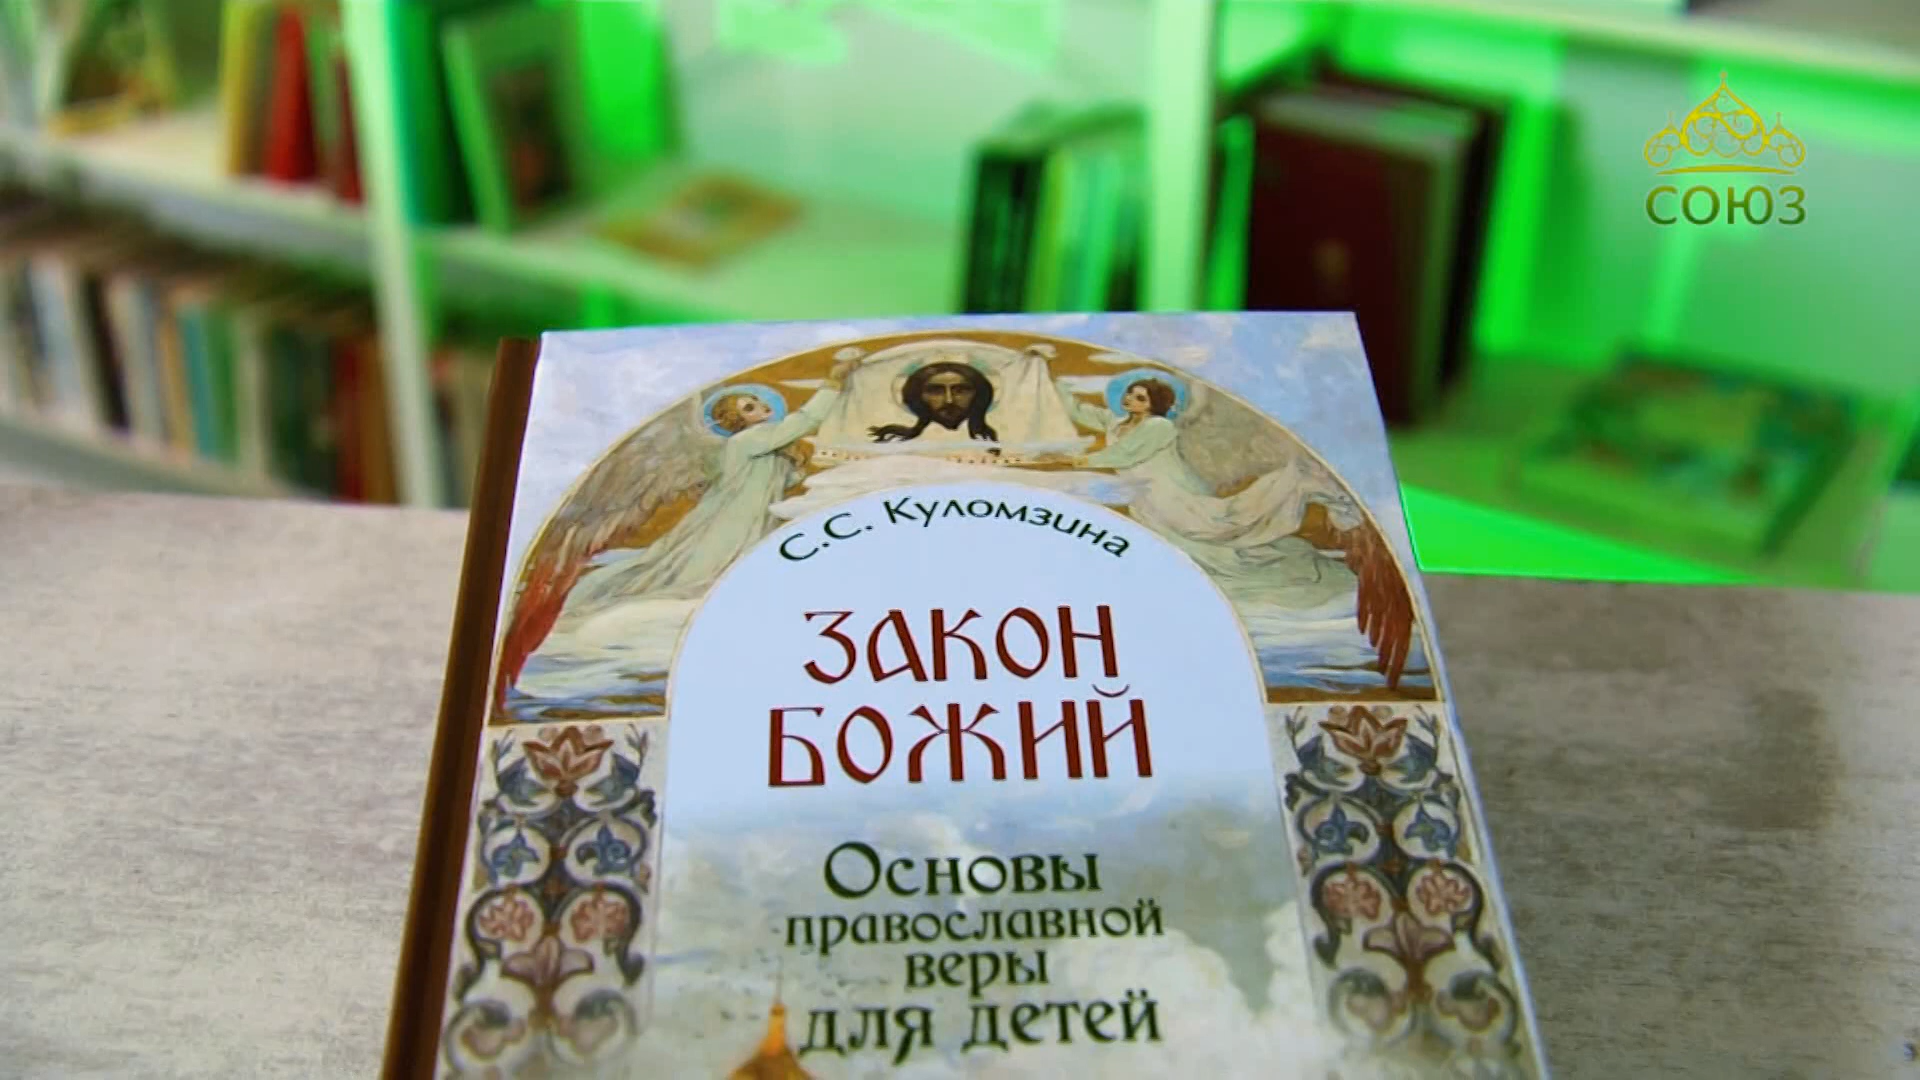 СОЮЗ
С.С. Куломзина
ЗАКОН
БОЖИЙ
Основы
православной
веры
для детей